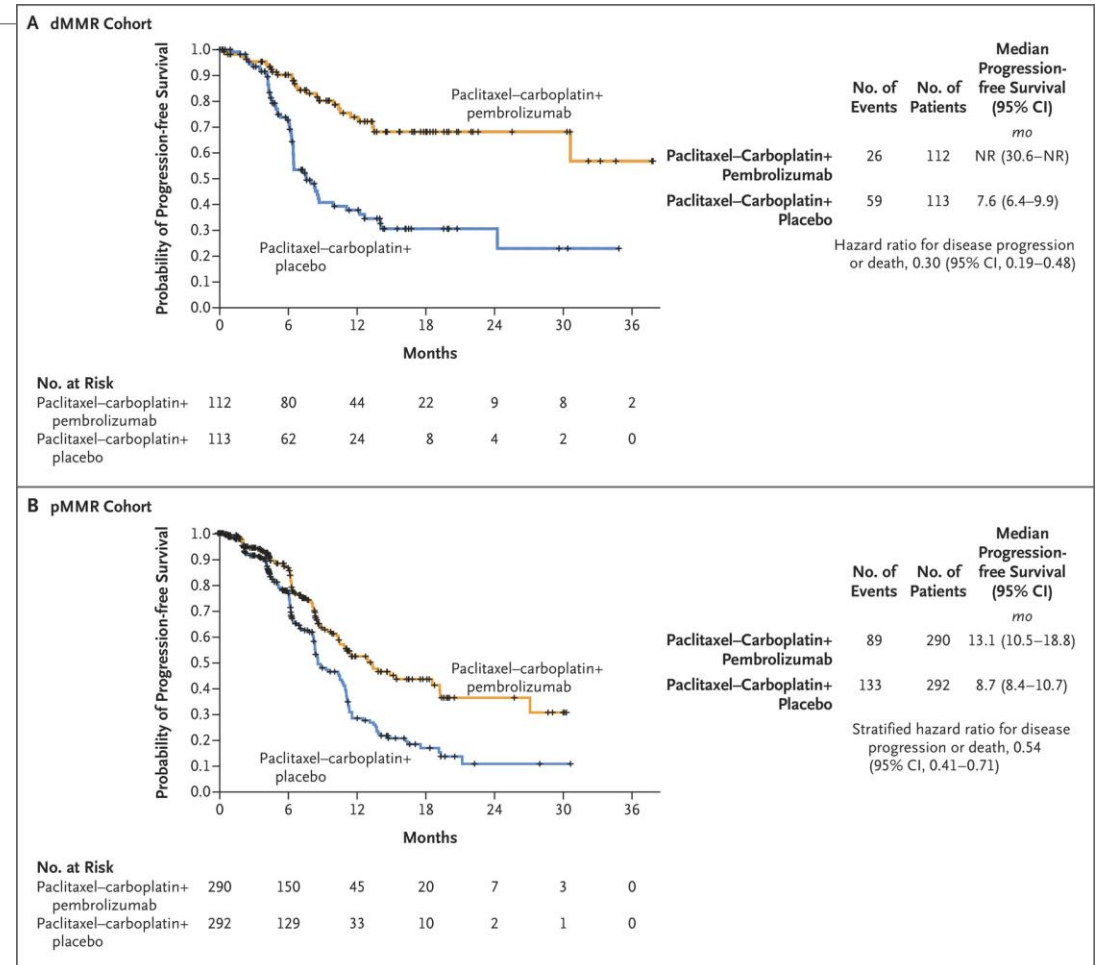 A dMMR Cohort
Probability of Progression-free Survival
1.0
0.9
0.8
0.7
0.6
0.5
0.4
0.3
0.2
0.1
0.0
0 6 12 18 24 30 36
Months
Paclitaxel–carboplatin+
pembrolizumab
Paclitaxel–carboplatin+
placebo
No. of
Events
No. of
Patients
Median
Progression-
free Survival
(95% CI)
mo
Paclitaxel–Carboplatin+
Pembrolizumab
26 112 NR (30.6–NR)
Paclitaxel–Carboplatin+
Placebo
59 113 7.6 (6.4–9.9)
Hazard ratio for disease progression
or death, 0.30 (95% CI, 0.19–0.48)
No. at Risk
Paclitaxel–carboplatin+
pembrolizumab
112 80 44 22 9 8 2
Paclitaxel–carboplatin+
placebo
113 62 24 8 4 2 0
B pMMR Cohort
Probability of Progression-free Survival
1.0
0.9
0.8
0.7
0.6
0.5
0.4
0.3
0.2
0.1
0.0
0 6 12 18 24 30 36
Months
Paclitaxel–carboplatin+
pembrolizumab
Paclitaxel–carboplatin+
placebo
No. of
Events
No. of
Patients
Median
Progression-
free Survival
(95% CI)
mo
Paclitaxel–Carboplatin+
Pembrolizumab
89 290 13.1 (10.5–18.8)
Paclitaxel–Carboplatin+
Placebo
133 292 8.7 (8.4–10.7)
Stratified hazard ratio for disease
progression or death, 0.54
(95% CI, 0.41–0.71)
No. at Risk
Paclitaxel–carboplatin+
pembrolizumab
290 150 45 20 7 3 0
Paclitaxel–carboplatin+
placebo
292 129 33 10 2 1 0